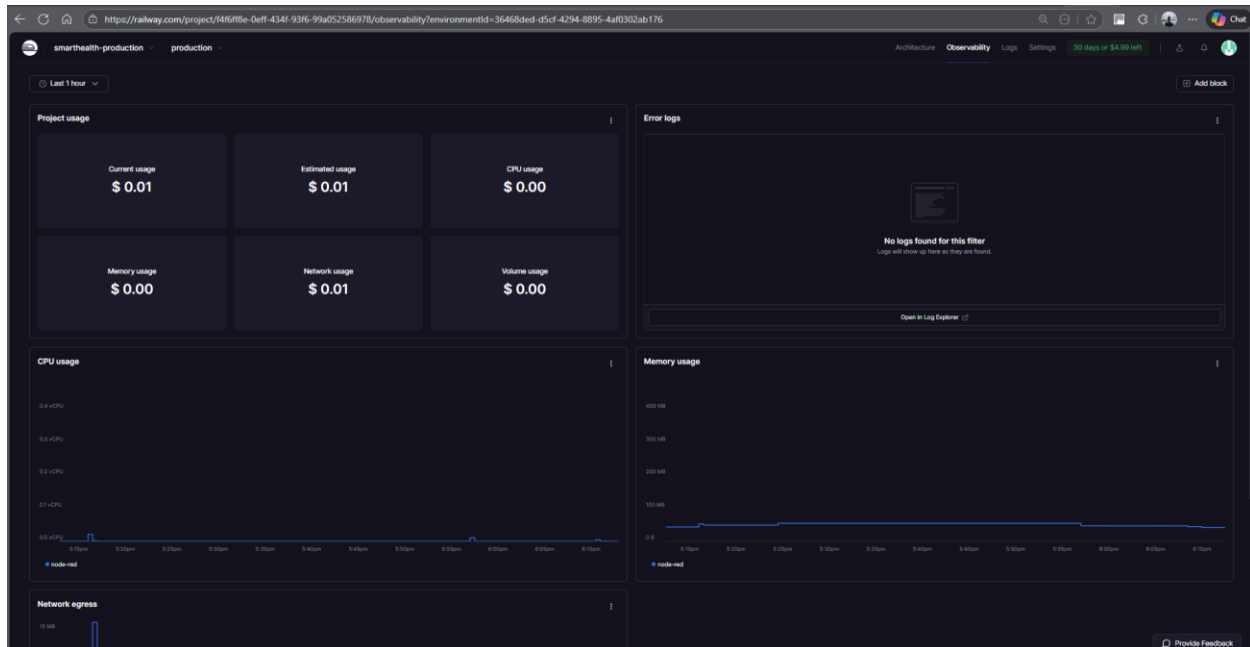 https://railway.com/project/f4f6ff8e-0eff-434f-93f6-99a052586978/observability?environmentId=36468ded-d5cf-4294-8895-4af0302ab176
Chat
smarthealth-production
production
Architecture
Observability
Logs
Settings
30 days or $4.99 left
Last 1 hour
Add block
Project usage
Current usage
$ 0.01
Estimated usage
$ 0.01
CPU usage
$ 0.00
Memory usage
$ 0.00
Network usage
$ 0.01
Volume usage
$ 0.00
Error logs
No logs found for this filter
Logs will show up here as they are found.
Open in Log Explorer
CPU usage
0.4 vCPU
0.3 vCPU
0.2 vCPU
0.1 vCPU
0.0 vCPU
5:15pm 5:20pm 5:25pm 5:30pm 5:35pm 5:40pm 5:45pm 5:50pm 5:55pm 6:00pm 6:05pm 6:10pm
node-red
Memory usage
400 MB
300 MB
200 MB
100 MB
0 B
5:15pm 5:20pm 5:25pm 5:30pm 5:35pm 5:40pm 5:45pm 5:50pm 5:55pm 6:00pm 6:05pm 6:10pm
node-red
Network egress
15 MB
Provide Feedback